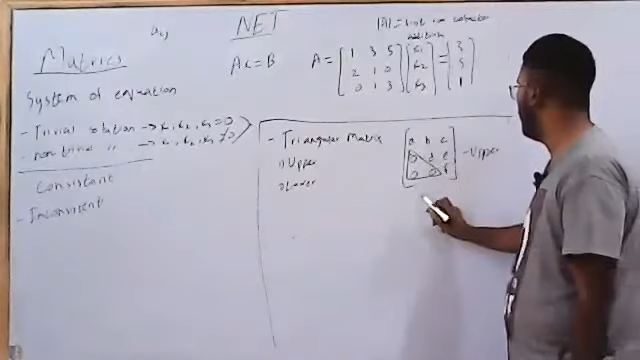 NET
Matrics
Ax = B
A = [1 3 5; 2 1 0; 0 1 3] [x₁; x₂; x₃] = [3; 5; 1]
System of equation
- Trivial solution → x₁, x₂, x₃ = 0
- non trivial " → x₁, x₂, x₃ ≠ 0
Consistent
- Inconsistent
- Triangular Matrix
1) Upper
2) Lower
[a b c; 0 d e; 0 0 f] - Upper